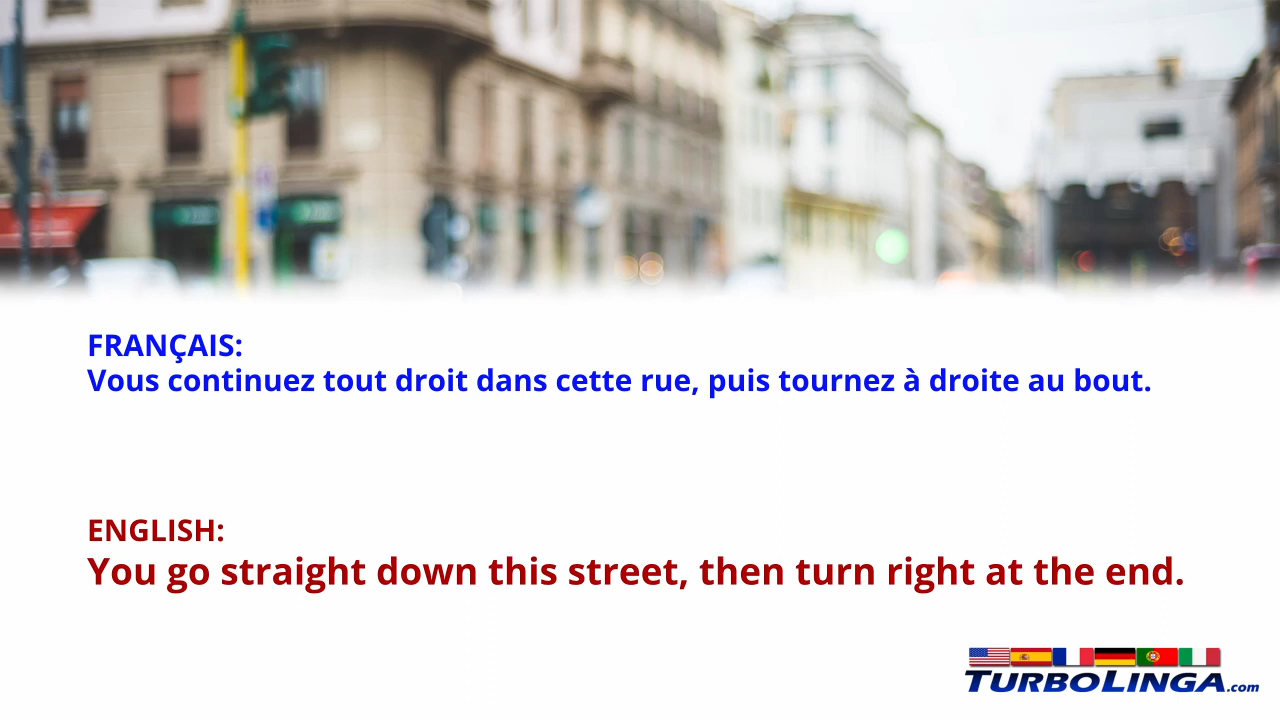 FRANÇAIS:
Vous continuez tout droit dans cette rue, puis tournez à droite au bout.
ENGLISH:
You go straight down this street, then turn right at the end.
TURBOLINGA.com